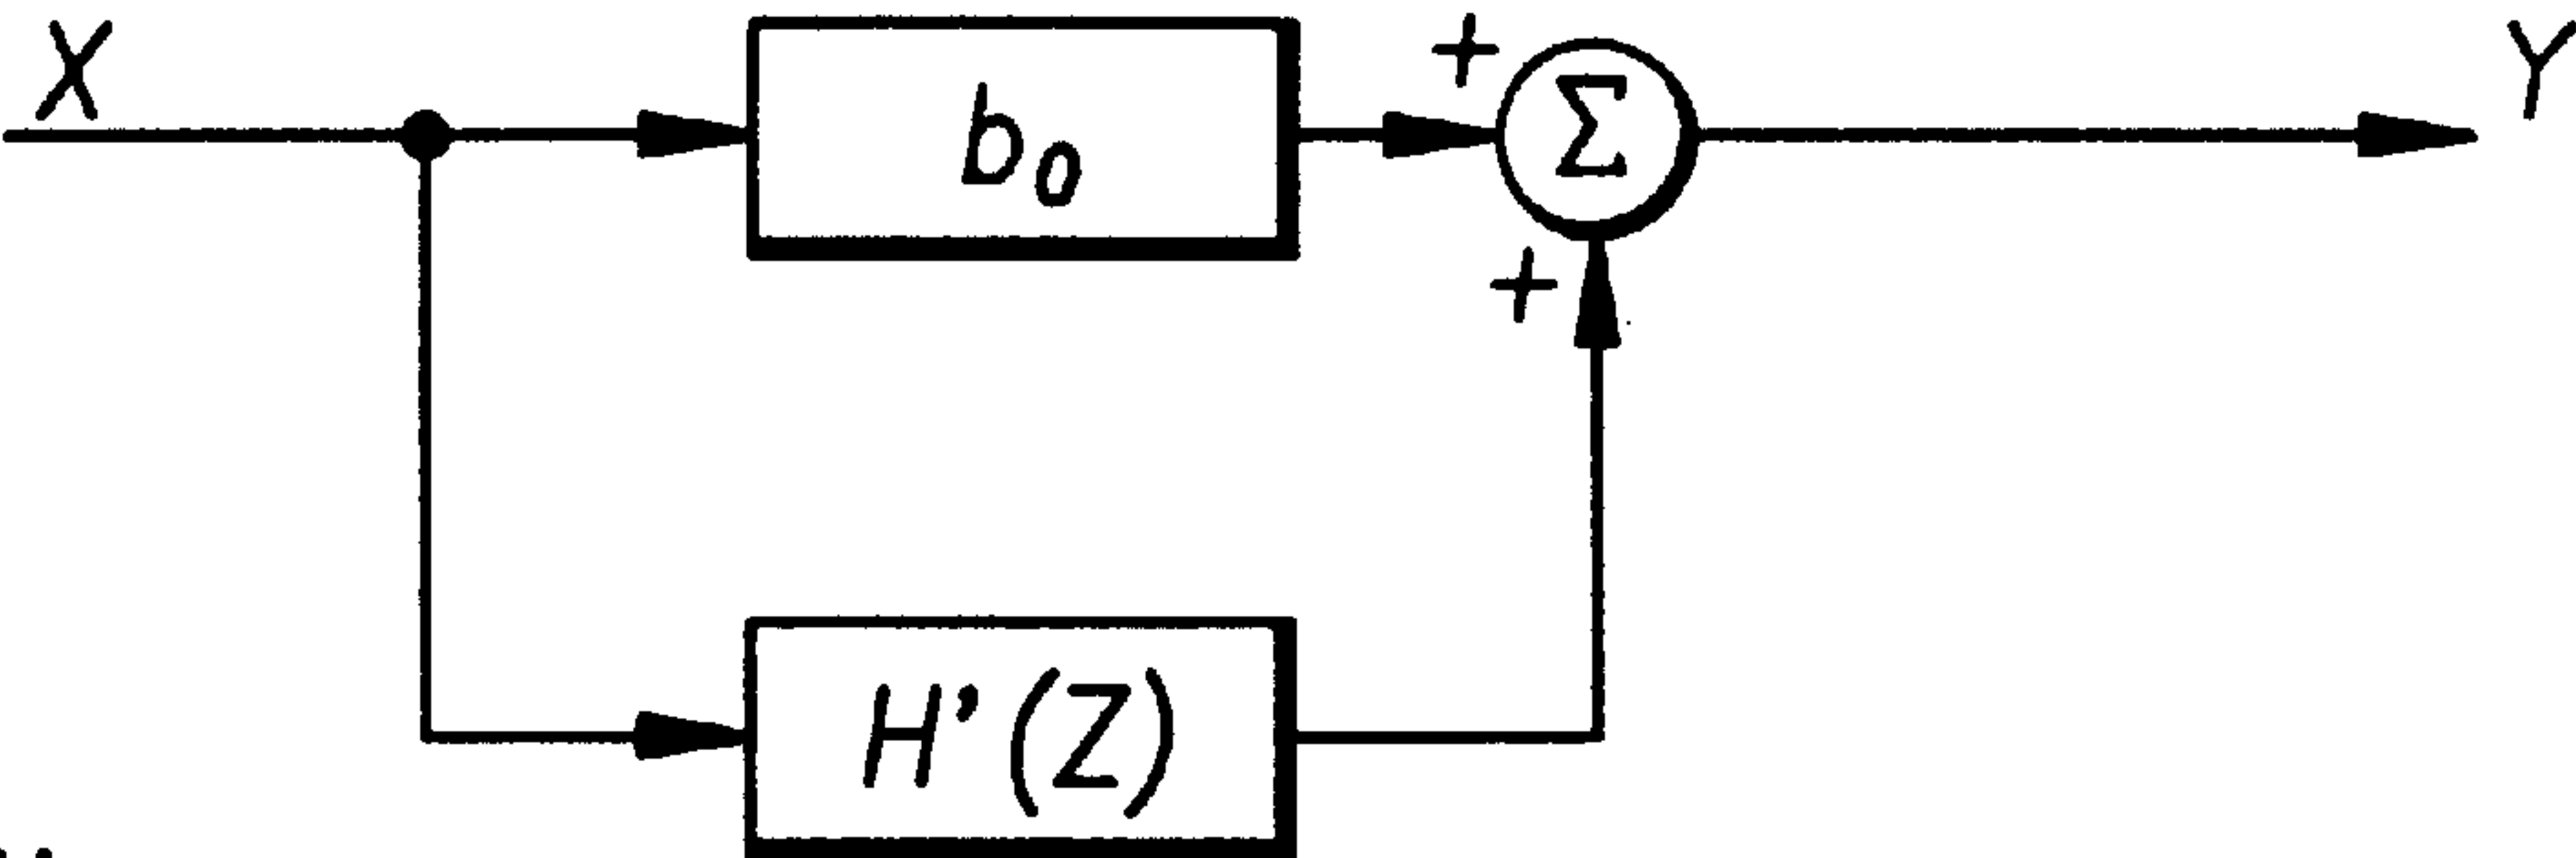 X
b0
+
Σ
Y
+
H'(Z)